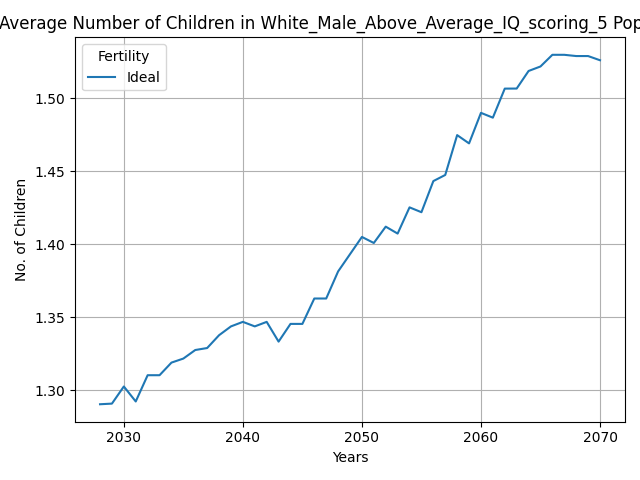 Average Number of Children in White_Male_Above_Average_IQ_scoring_5 Pop
Fertility
Ideal
No. of Children
1.50
1.45
1.40
1.35
1.30
2030 2040 2050 2060 2070
Years